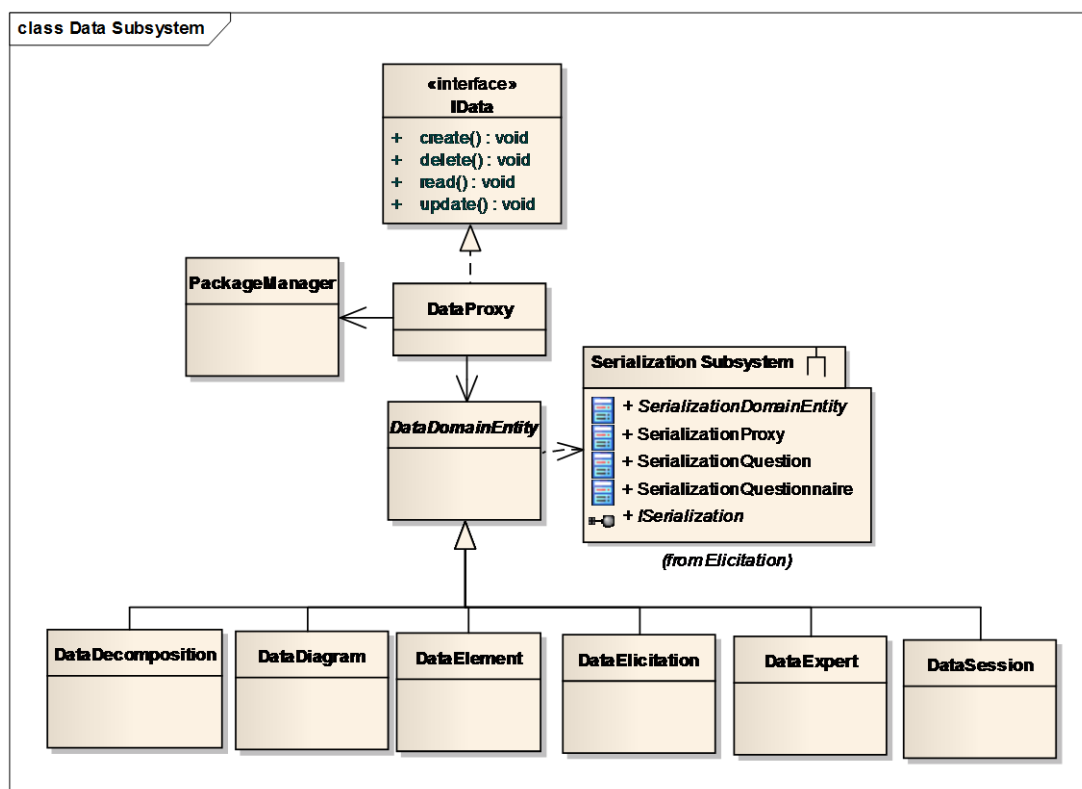 class Data Subsystem
«interface»
IData
+ create() : void
+ delete() : void
+ read() : void
+ update() : void
PackageManager
DataProxy
Serialization Subsystem
+ SerializationDomainEntity
+ SerializationProxy
+ SerializationQuestion
+ SerializationQuestionnaire
+ ISerialization
(from Elicitation)
DataDomainEntity
DataDecomposition
DataDiagram
DataElement
DataElicitation
DataExpert
DataSession